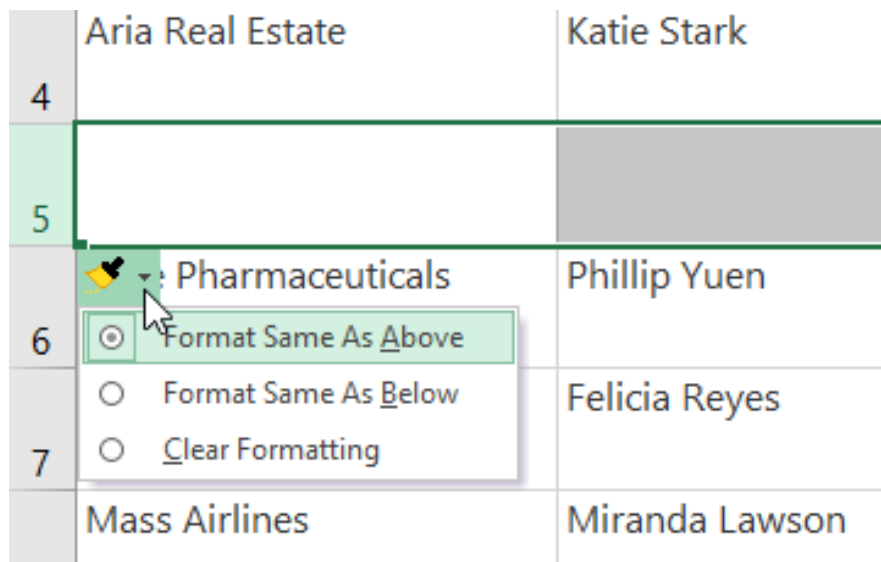 Aria Real Estate Katie Stark
4
5
Pharmaceuticals Phillip Yuen
6
Format Same As Above
Format Same As Below
Felicia Reyes
7
Clear Formatting
Mass Airlines Miranda Lawson